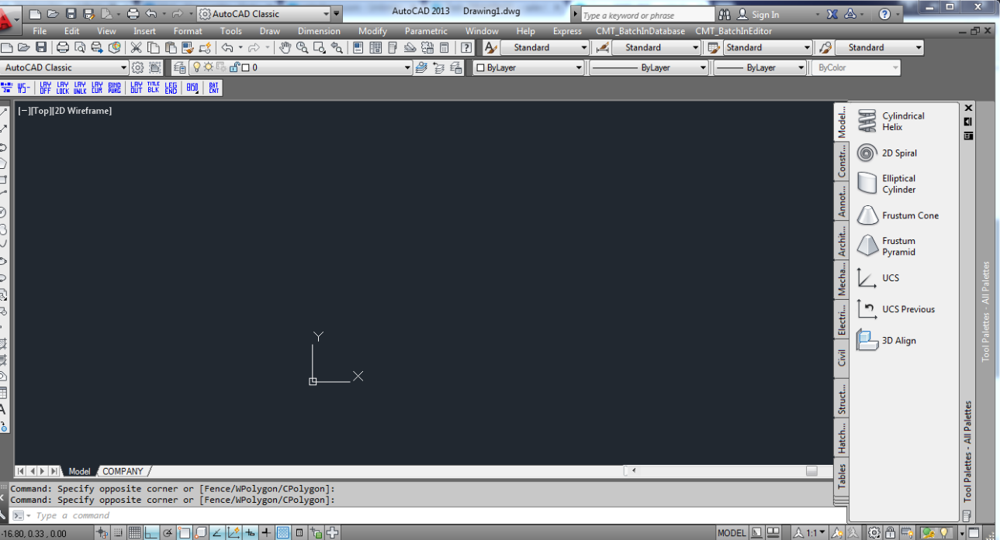 AutoCAD Classic
AutoCAD 2013 Drawing1.dwg
Type a keyword or phrase
Sign In
File Edit View Insert Format Tools Draw Dimension Modify Parametric Window Help Express CMT_BatchInDatabase CMT_BatchInEditor
Standard Standard Standard Standard
AutoCAD Classic
0
ByLayer ByLayer ByLayer ByColor
WS- LAY OFF LAY LOCK LAY UNLK LAY CUR BIND PURG LAY OUT TITLE BLK LEG END BAT ENT
[−][Top][2D Wireframe]
Y
X
Model...
Constr...
Annot...
Archit...
Mecha...
Electri...
Civil
Struct...
Hatch...
Tables
Cylindrical
Helix
2D Spiral
Elliptical
Cylinder
Frustum Cone
Frustum
Pyramid
UCS
UCS Previous
3D Align
Tool Palettes - All Palettes
Tool Palettes - All Palettes
Model COMPANY
Command: Specify opposite corner or [Fence/WPolygon/CPolygon]:
Command: Specify opposite corner or [Fence/WPolygon/CPolygon]:
Type a command
-16.80, 0.33 , 0.00
MODEL
1:1